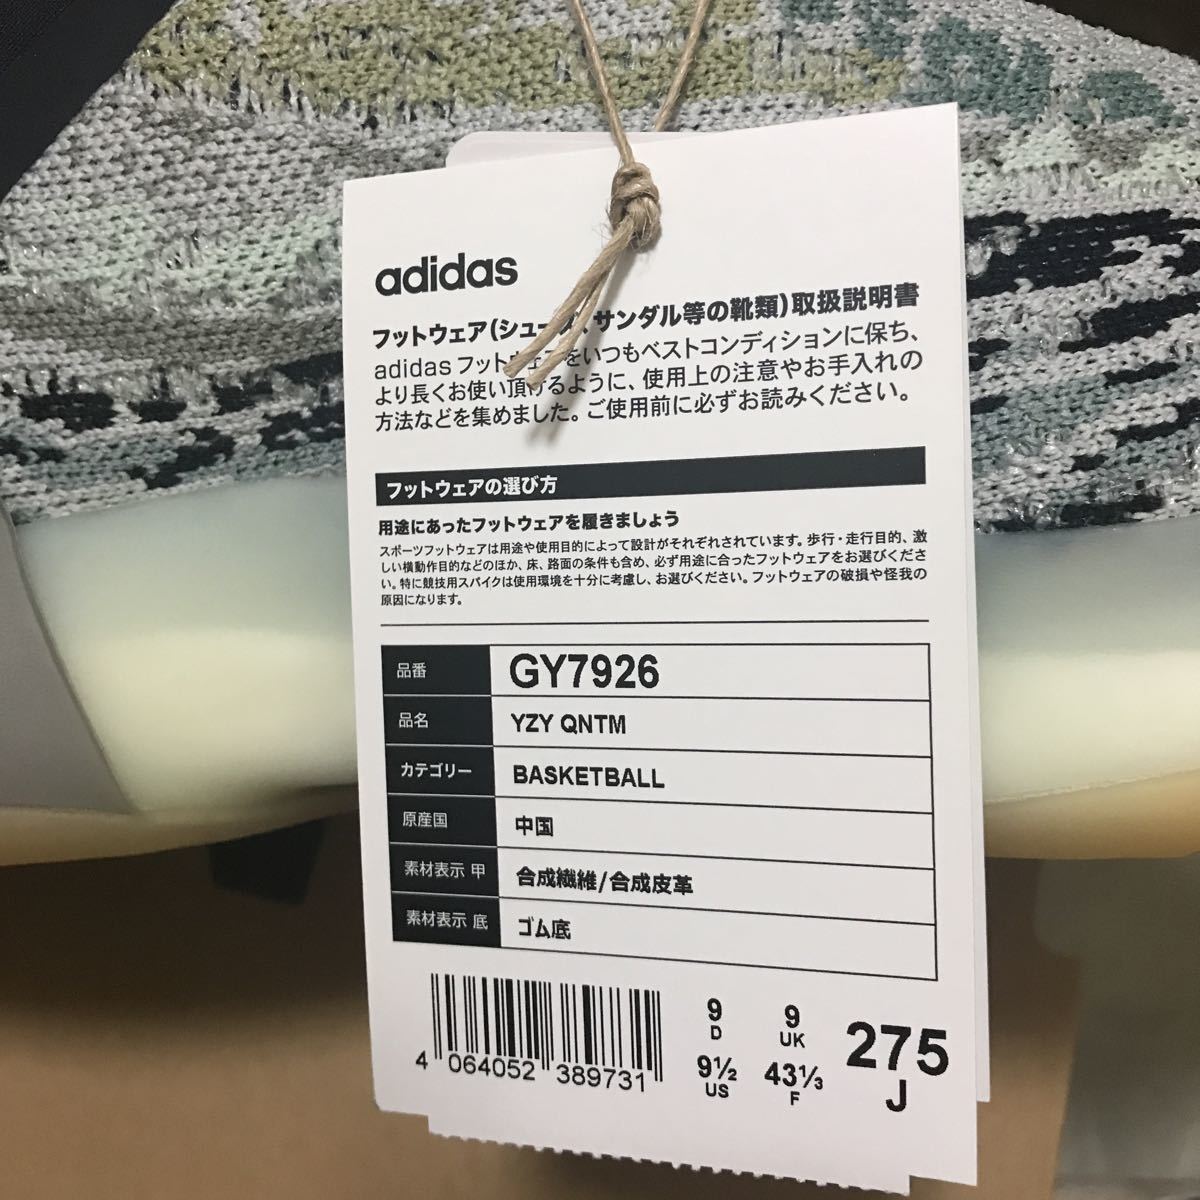 adidas
フットウェア(シューズ、サンダル等の靴類)取扱説明書
adidas フットウェアをいつもベストコンディションに保ち、
より長くお使い頂けるように、使用上の注意やお手入れの
方法などを集めました。ご使用前に必ずお読みください。
フットウェアの選び方
用途にあったフットウェアを履きましょう
スポーツフットウェアは用途や使用目的によって設計がそれぞれされています。歩行・走行目的、激
しい横動作目的などのほか、床、路面の条件も含め、必ず用途に合ったフットウェアをお選びくださ
い。特に競技用スパイクは使用環境を十分に考慮し、お選びください。フットウェアの破損や怪我の
原因になります。
品番 GY7926
品名 YZY QNTM
カテゴリー BASKETBALL
原産国 中国
素材表示 甲 合成繊維/合成皮革
素材表示 底 ゴム底
4 064052 389731
9 D
9 UK
9½ US
43⅓ F
275 J